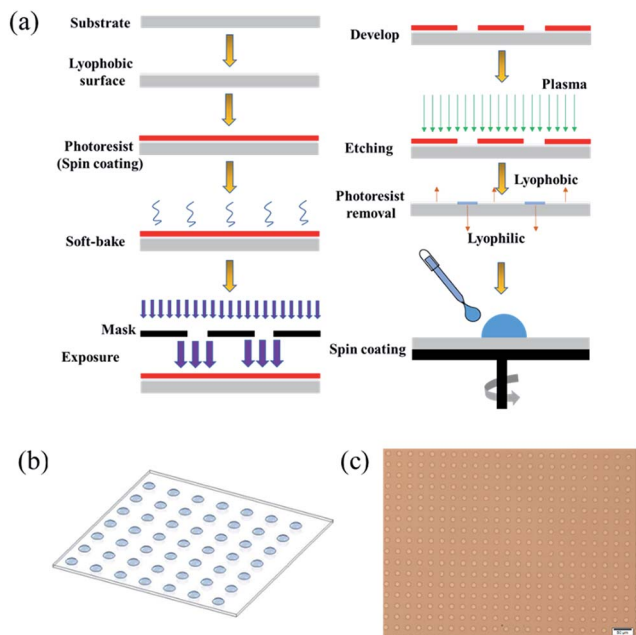 (a)
Substrate
Lyophobic
surface
Photoresist
(Spin coating)
Soft-bake
Mask
Exposure
Develop
Plasma
Etching
Lyophobic
Photoresist
removal
Lyophilic
Spin coating
(b)
(c)